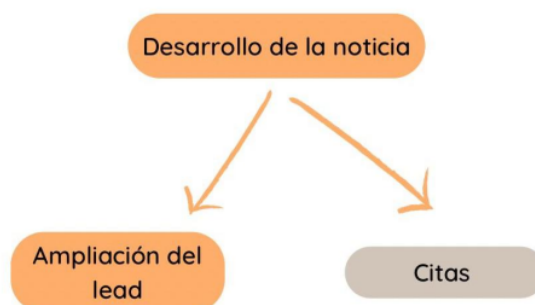 Desarrollo de la noticia
Ampliación del
lead
Citas